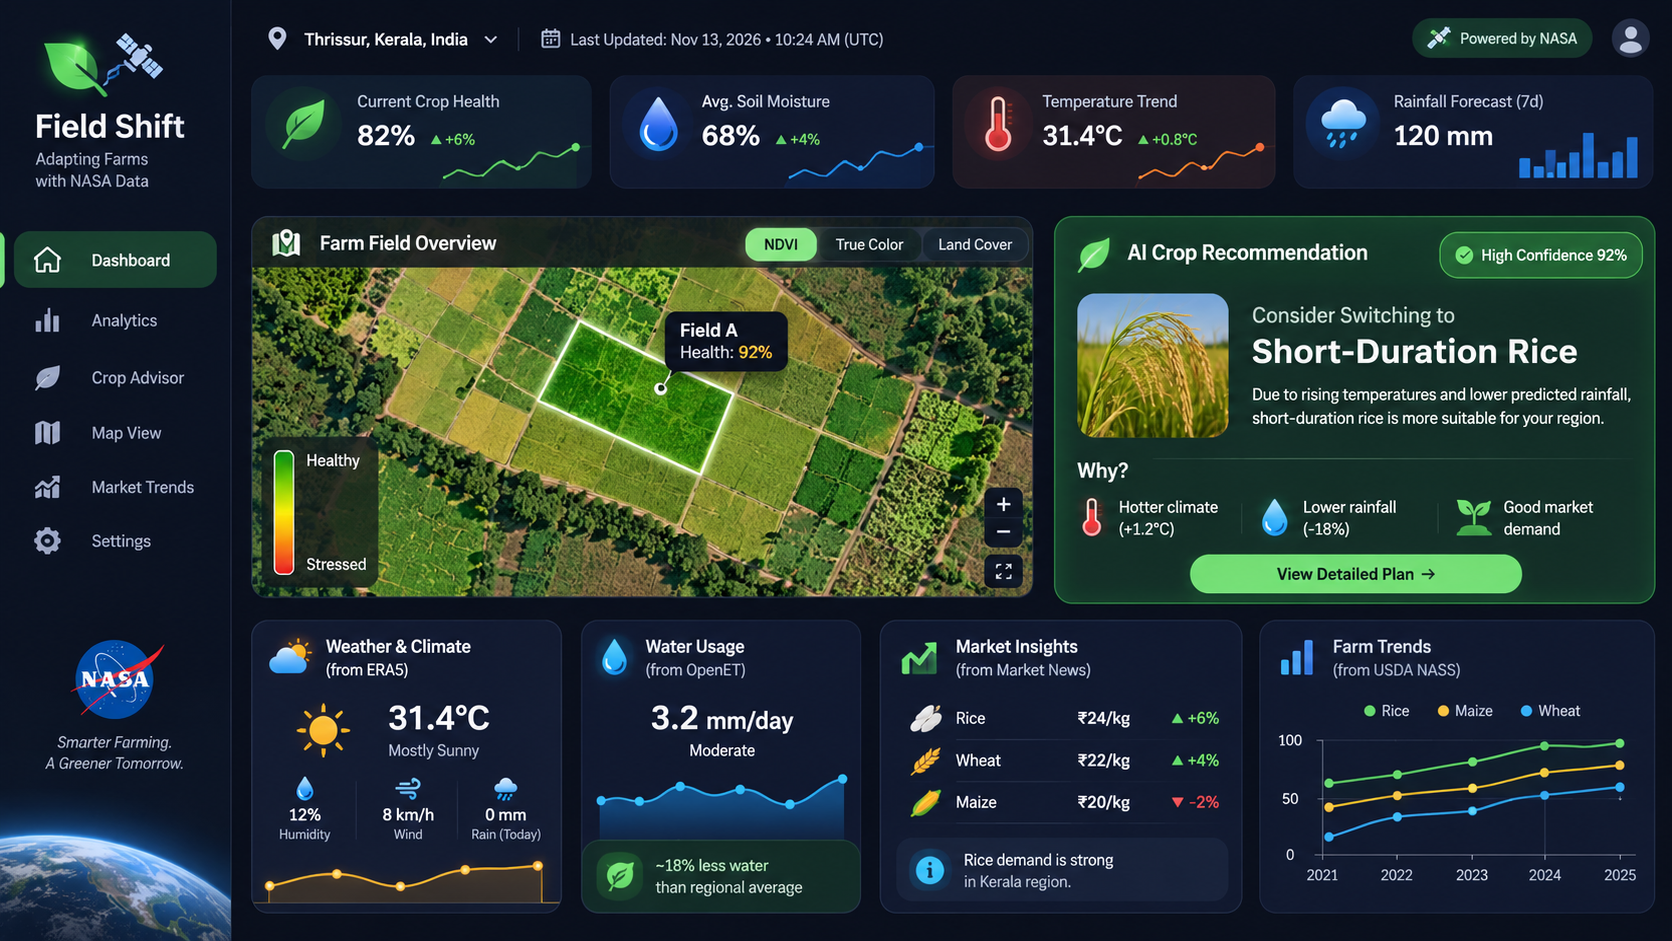 Field Shift
Adapting Farms
with NASA Data
Dashboard
Analytics
Crop Advisor
Map View
Market Trends
Settings
NASA
Smarter Farming.
A Greener Tomorrow.
Thrissur, Kerala, India
Last Updated: Nov 13, 2026 • 10:24 AM (UTC)
Powered by NASA
Current Crop Health
82% ▲ +6%
Avg. Soil Moisture
68% ▲ +4%
Temperature Trend
31.4°C ▲ +0.8°C
Rainfall Forecast (7d)
120 mm
Farm Field Overview
NDVI
True Color
Land Cover
Field A
Health: 92%
Healthy
Stressed
+
−
AI Crop Recommendation
High Confidence 92%
Consider Switching to
Short-Duration Rice
Due to rising temperatures and lower predicted rainfall,
short-duration rice is more suitable for your region.
Why?
Hotter climate
(+1.2°C)
Lower rainfall
(-18%)
Good market
demand
View Detailed Plan →
Weather & Climate
(from ERA5)
31.4°C
Mostly Sunny
12%
Humidity
8 km/h
Wind
0 mm
Rain (Today)
Water Usage
(from OpenET)
3.2 mm/day
Moderate
~18% less water
than regional average
Market Insights
(from Market News)
Rice ₹24/kg ▲ +6%
Wheat ₹22/kg ▲ +4%
Maize ₹20/kg ▼ -2%
Rice demand is strong
in Kerala region.
Farm Trends
(from USDA NASS)
Rice Maize Wheat
100
50
0
2021 2022 2023 2024 2025